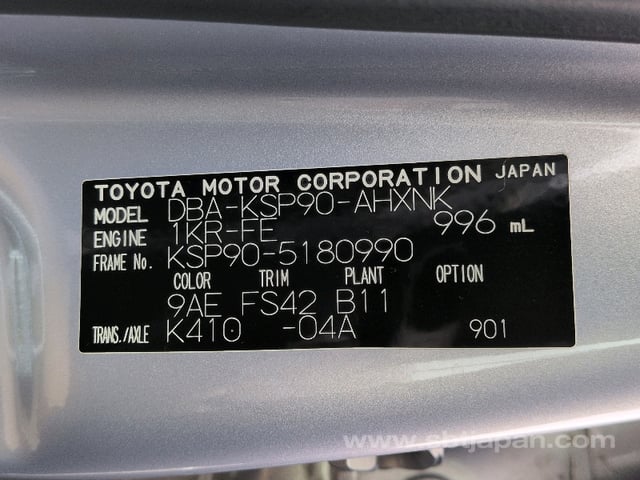 TOYOTA MOTOR CORPORATION JAPAN
MODEL DBA-KSP90-AHXNK
ENGINE 1KR-FE 996 mL
FRAME No. KSP90-5180990
COLOR TRIM PLANT OPTION
9AE FS42 B11
TRANS./AXLE K410 -04A 901
www.sbtjapan.com